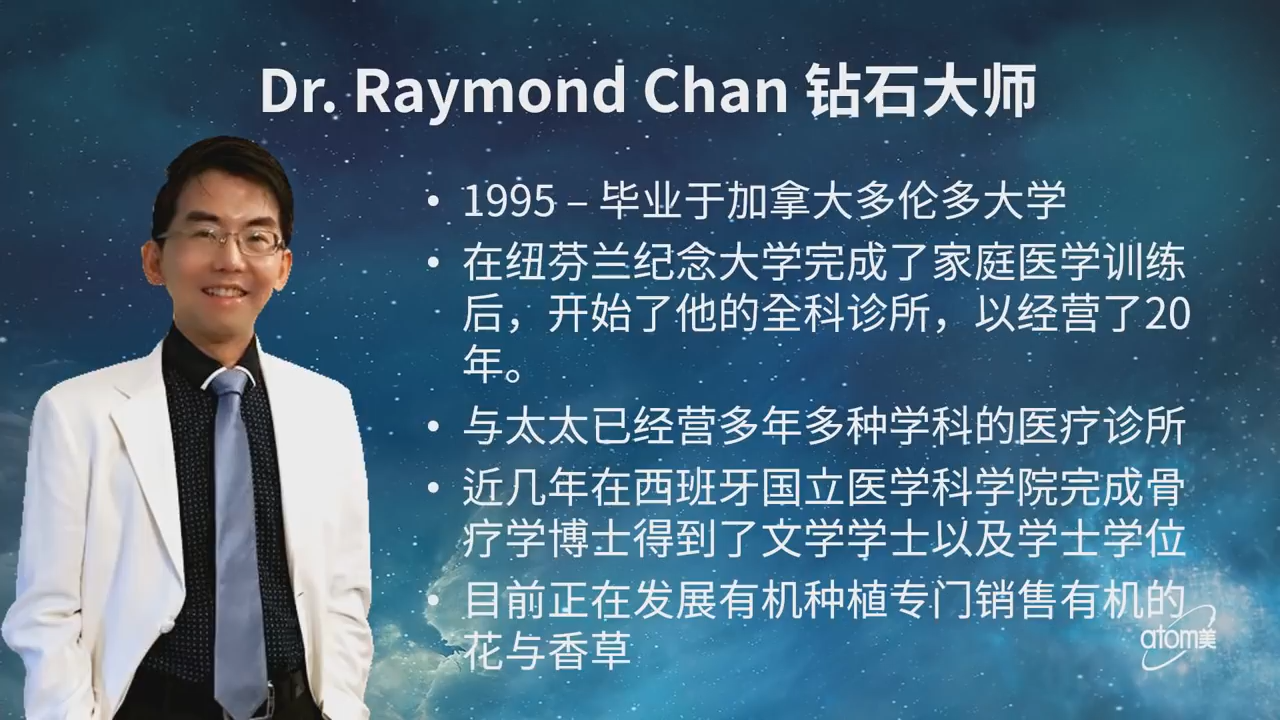 Dr. Raymond Chan 钻石大师
• 1995 – 毕业于加拿大多伦多大学
• 在纽芬兰纪念大学完成了家庭医学训练
后，开始了他的全科诊所，以经营了20
年。
• 与太太已经营多年多种学科的医疗诊所
• 近几年在西班牙国立医学科学院完成骨
疗学博士得到了文学学士以及学士学位
• 目前正在发展有机种植专门销售有机的
花与香草
atom美